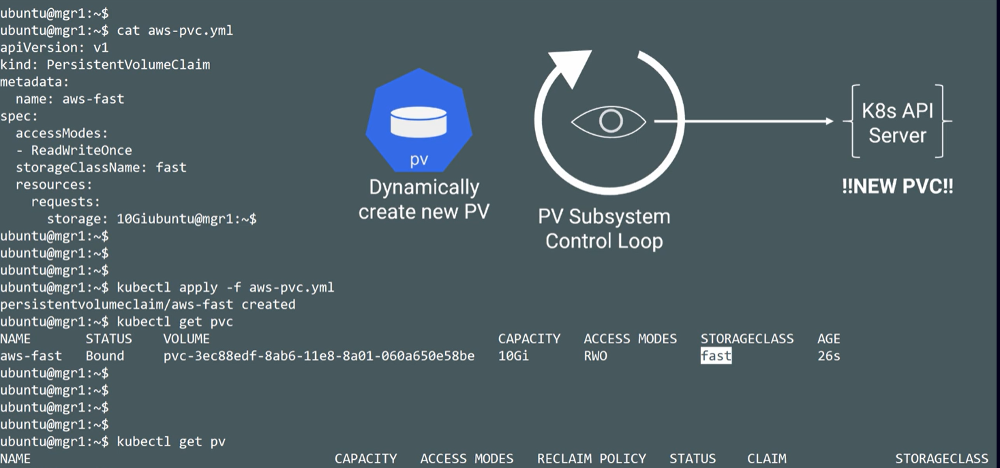 ubuntu@mgr1:~$
ubuntu@mgr1:~$ cat aws-pvc.yml
apiVersion: v1
kind: PersistentVolumeClaim
metadata:
  name: aws-fast
spec:
  accessModes:
  - ReadWriteOnce
  storageClassName: fast
  resources:
    requests:
      storage: 10Giubuntu@mgr1:~$
ubuntu@mgr1:~$
ubuntu@mgr1:~$
ubuntu@mgr1:~$
ubuntu@mgr1:~$ kubectl apply -f aws-pvc.yml
persistentvolumeclaim/aws-fast created
ubuntu@mgr1:~$ kubectl get pvc
NAME STATUS VOLUME CAPACITY ACCESS MODES STORAGECLASS AGE
aws-fast Bound pvc-3ec88edf-8ab6-11e8-8a01-060a650e58be 10Gi RWO fast 26s
ubuntu@mgr1:~$
ubuntu@mgr1:~$
ubuntu@mgr1:~$
ubuntu@mgr1:~$
ubuntu@mgr1:~$ kubectl get pv
NAME CAPACITY ACCESS MODES RECLAIM POLICY STATUS CLAIM STORAGECLASS
pv
Dynamically
create new PV
PV Subsystem
Control Loop
K8s API
Server
!!NEW PVC!!